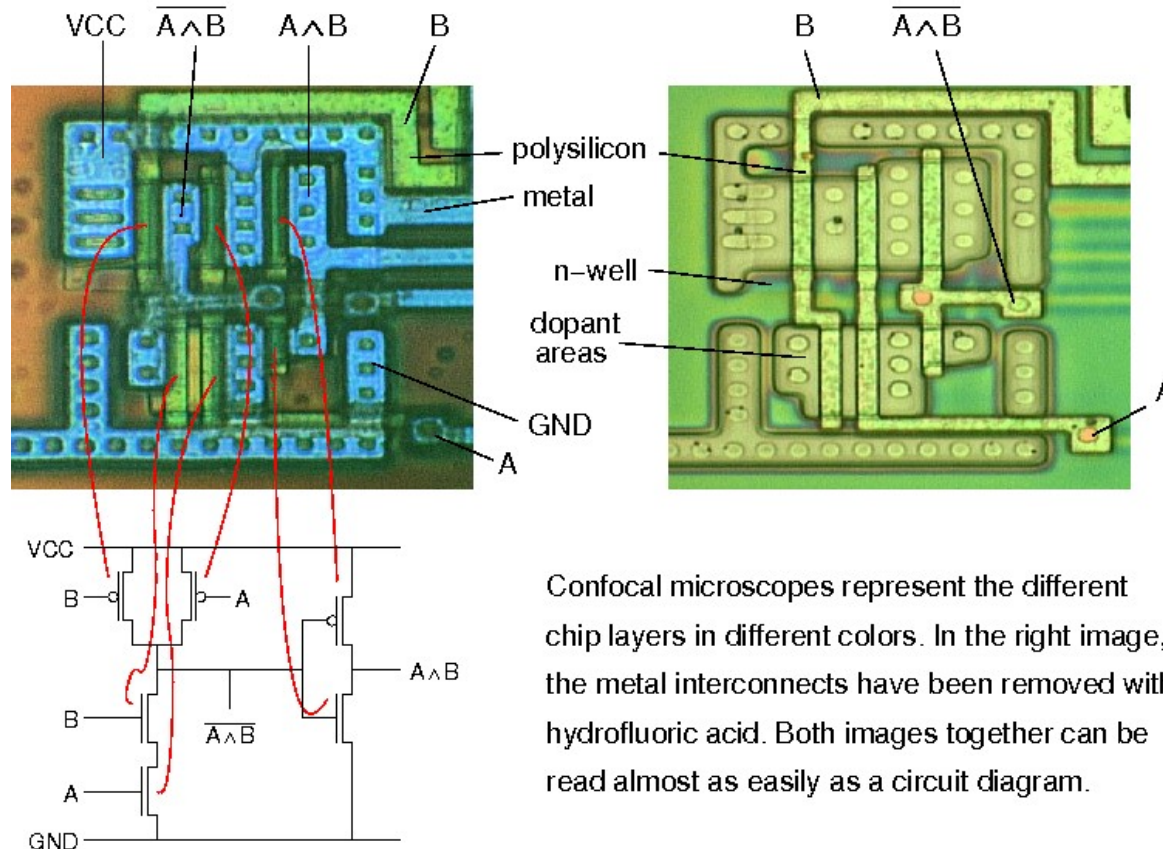 VCC
A∧B
A∧B
B
B
A∧B
polysilicon
metal
n-well
dopant
areas
GND
A
A
VCC
B
A
A∧B
B
A∧B
A
GND
Confocal microscopes represent the different
chip layers in different colors. In the right image,
the metal interconnects have been removed with
hydrofluoric acid. Both images together can be
read almost as easily as a circuit diagram.